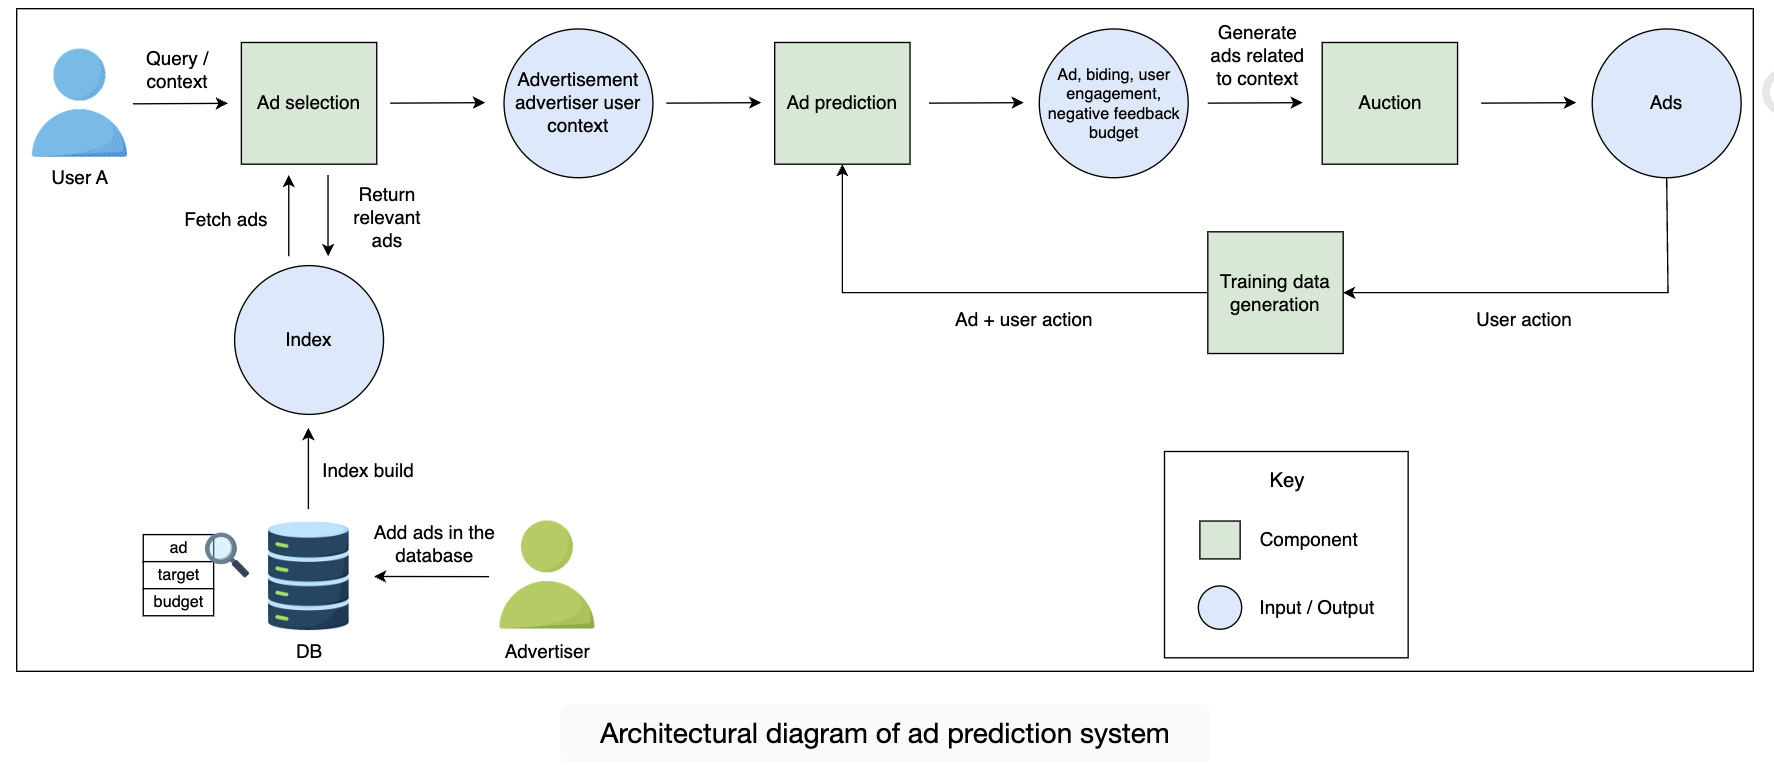 Query /
context
User A
Ad selection
Advertisement
advertiser user
context
Ad prediction
Ad, biding, user
engagement,
negative feedback
budget
Generate
ads related
to context
Auction
Ads
Fetch ads
Return
relevant
ads
Index
Training data
generation
Ad + user action
User action
Index build
ad
target
budget
DB
Add ads in the
database
Advertiser
Key
Component
Input / Output
Architectural diagram of ad prediction system